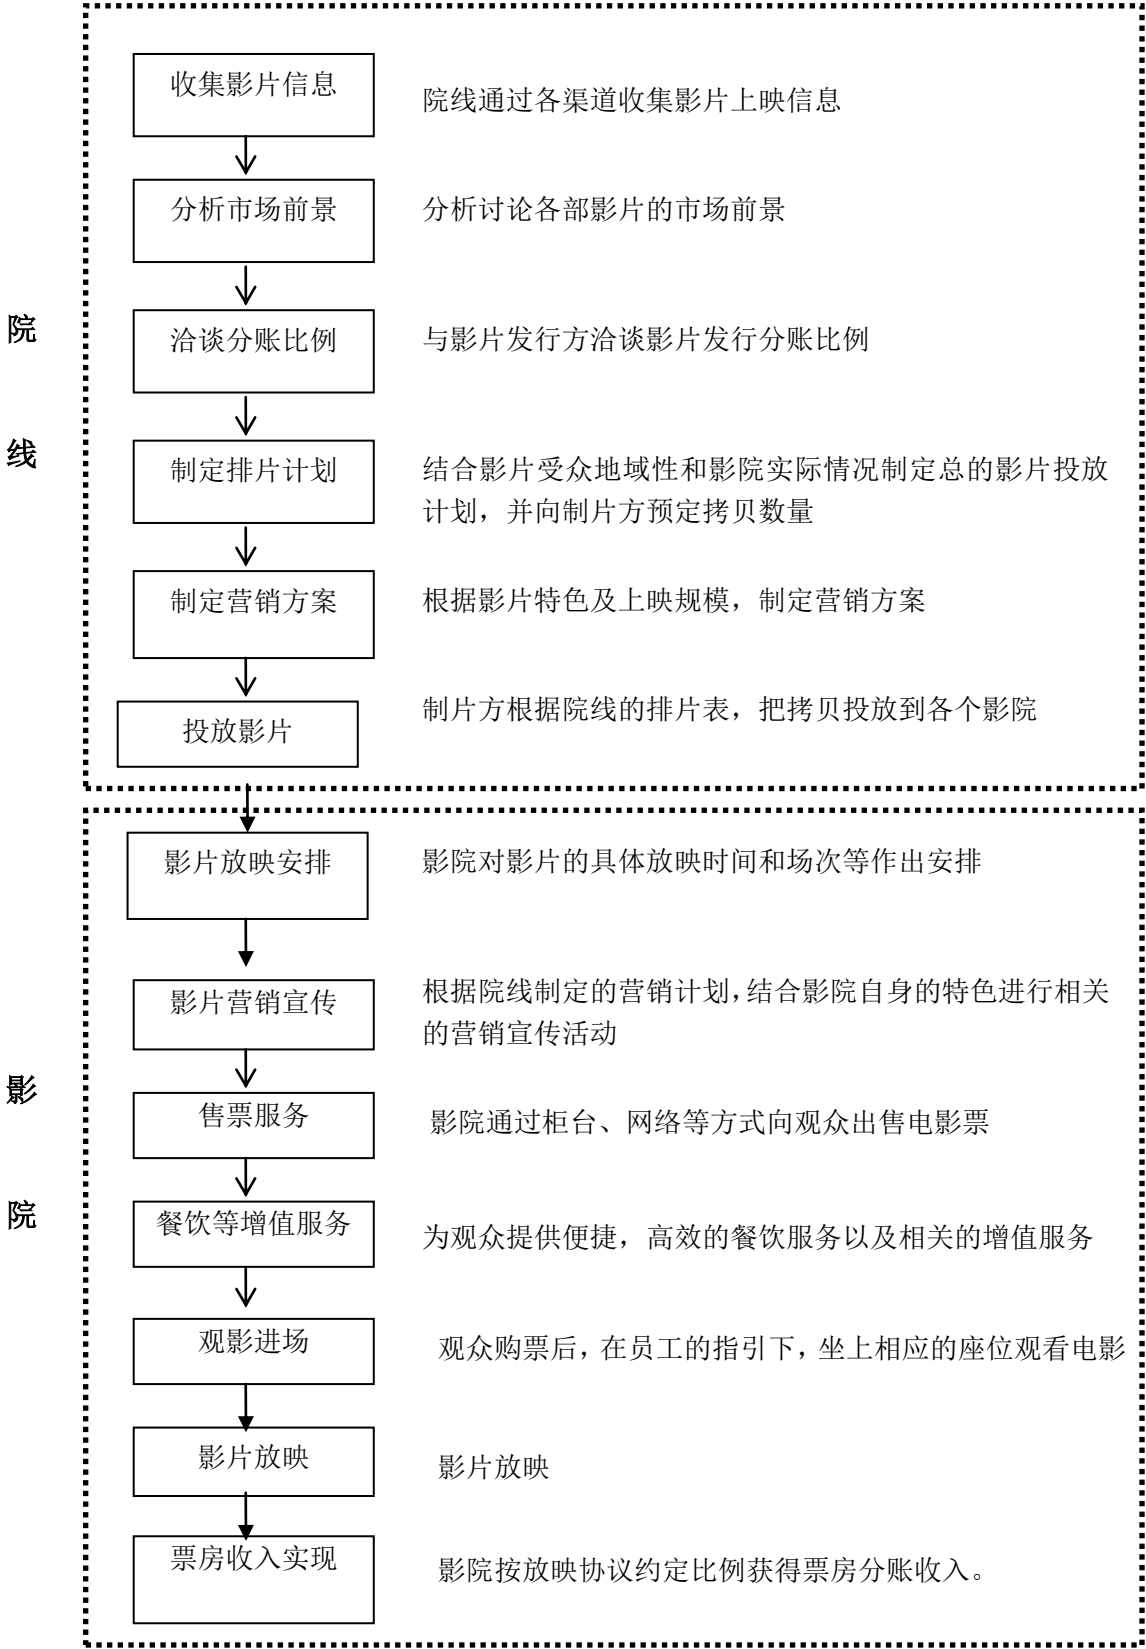 收集影片信息
院线通过各渠道收集影片上映信息
分析市场前景
分析讨论各部影片的市场前景
院
线
洽谈分账比例
与影片发行方洽谈影片发行分账比例
制定排片计划
结合影片受众地域性和影院实际情况制定总的影片投放
计划，并向制片方预定拷贝数量
制定营销方案
根据影片特色及上映规模，制定营销方案
投放影片
制片方根据院线的排片表，把拷贝投放到各个影院
影片放映安排
影院对影片的具体放映时间和场次等作出安排
影片营销宣传
根据院线制定的营销计划，结合影院自身的特色进行相关
的营销宣传活动
影
院
售票服务
影院通过柜台、网络等方式向观众出售电影票
餐饮等增值服务
为观众提供便捷，高效的餐饮服务以及相关的增值服务
观影进场
观众购票后，在员工的指引下，坐上相应的座位观看电影
影片放映
影片放映
票房收入实现
影院按放映协议约定比例获得票房分账收入。